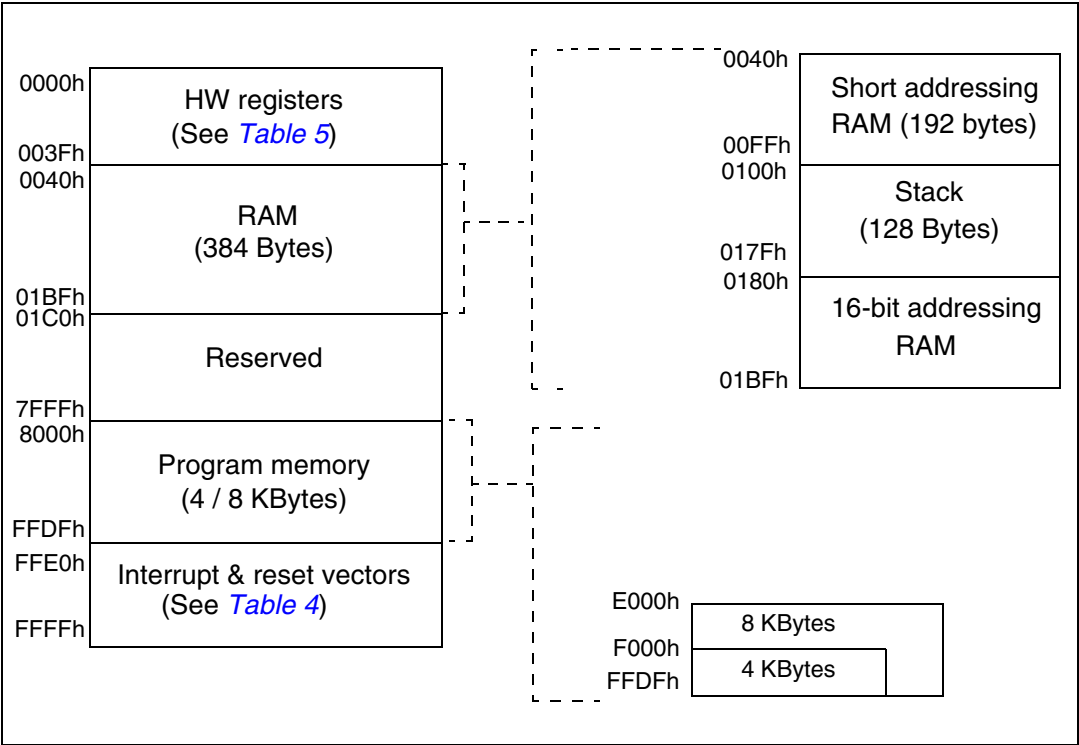 0000h
HW registers
(See Table 5)
003Fh
0040h
RAM
(384 Bytes)
01BFh
01C0h
Reserved
7FFFh
8000h
Program memory
(4 / 8 KBytes)
FFDFh
FFE0h
Interrupt & reset vectors
(See Table 4)
FFFFh
0040h
Short addressing
RAM (192 bytes)
00FFh
0100h
Stack
(128 Bytes)
017Fh
0180h
16-bit addressing
RAM
01BFh
E000h
8 KBytes
F000h
4 KBytes
FFDFh